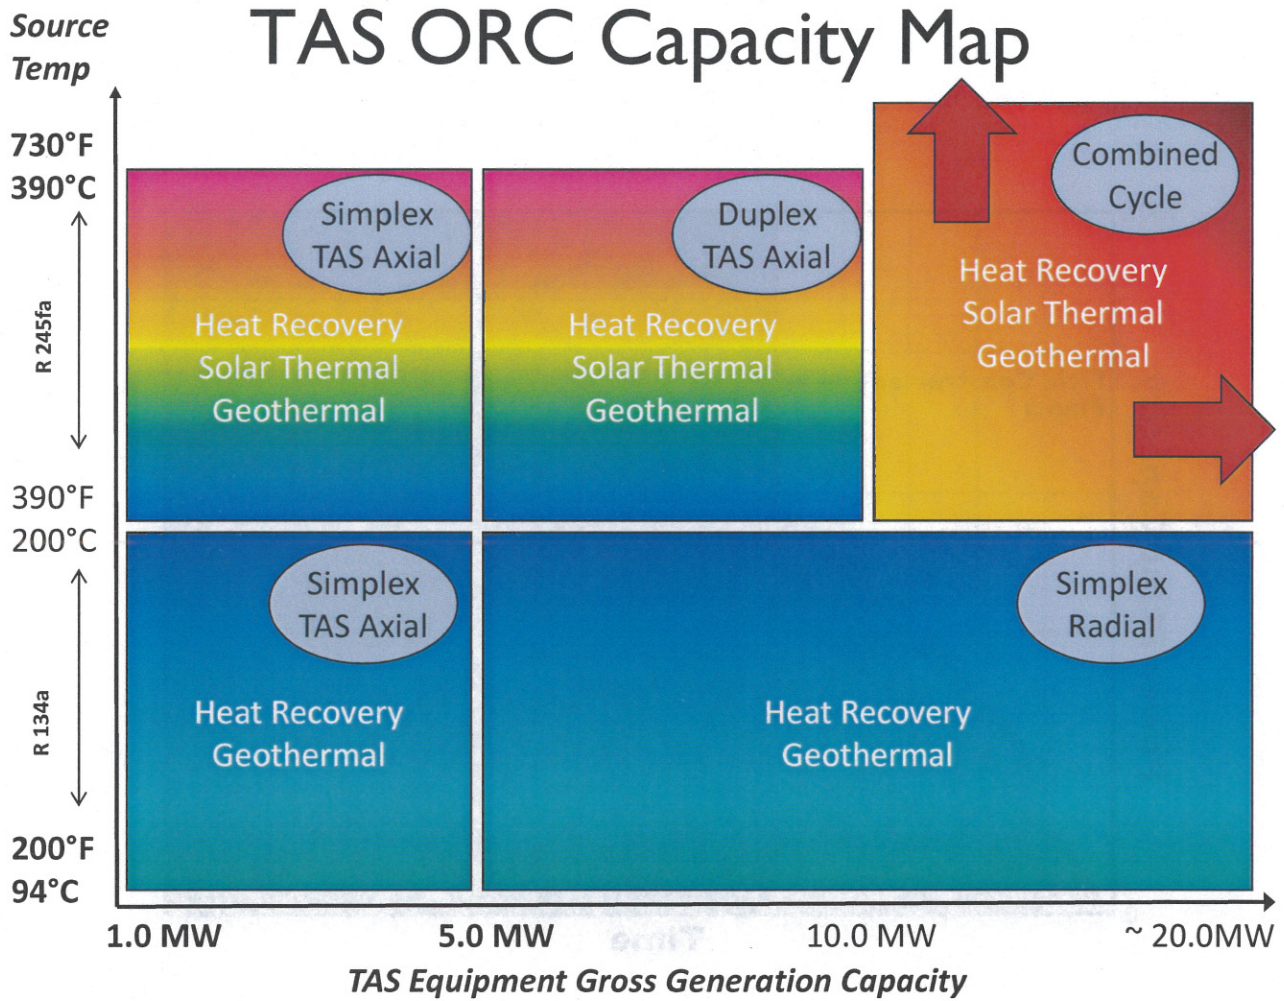 TAS ORC Capacity Map
Source
Temp
730°F
390°C
R 245fa
390°F
200°C
R 134a
200°F
94°C
Simplex
TAS Axial
Heat Recovery
Solar Thermal
Geothermal
Duplex
TAS Axial
Heat Recovery
Solar Thermal
Geothermal
Combined
Cycle
Heat Recovery
Solar Thermal
Geothermal
Simplex
TAS Axial
Heat Recovery
Geothermal
Simplex
Radial
Heat Recovery
Geothermal
1.0 MW
5.0 MW
10.0 MW
~ 20.0MW
TAS Equipment Gross Generation Capacity
Time